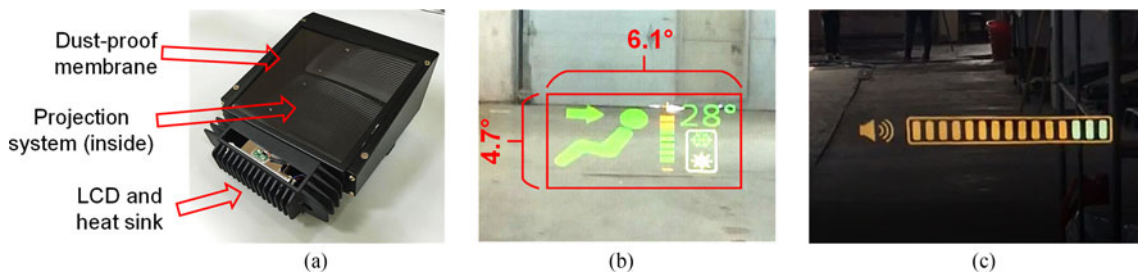 Dust-proof
membrane
Projection
system (inside)
LCD and
heat sink
6.1°
4.7°
28°
(a)
(b)
(c)